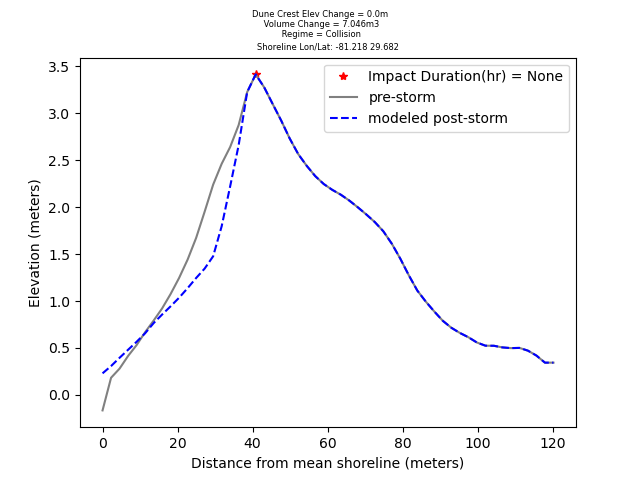 Dune Crest Elev Change = 0.0m
Volume Change = 7.046m3
Regime = Collision
Shoreline Lon/Lat: -81.218 29.682
Impact Duration(hr) = None
pre-storm
modeled post-storm
Elevation (meters)
3.5
3.0
2.5
2.0
1.5
1.0
0.5
0.0
0 20 40 60 80 100 120
Distance from mean shoreline (meters)